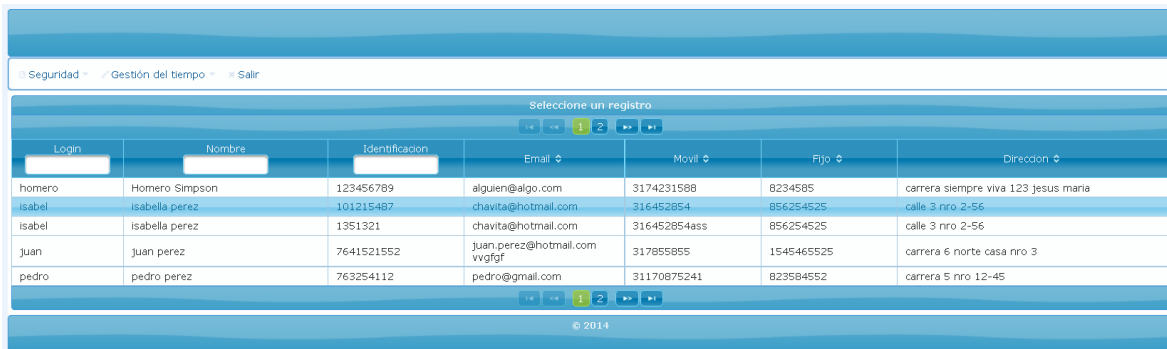 Seguridad Gestión del tiempo Salir
Seleccione un registro
1 2
Login Nombre Identificacion Email Movil Fijo Direccion
homero Homero Simpson 123456789 alguien@algo.com 3174231588 8234585 carrera siempre viva 123 jesus maria
isabel isabella perez 101215487 chavita@hotmail.com 316452854 856254525 calle 3 nro 2-56
isabel isabella perez 1351321 chavita@hotmail.com 316452854ass 856254525 calle 3 nro 2-56
juan juan perez 7641521552 juan.perez@hotmail.com vvgfgf 317855855 1545465525 carrera 6 norte casa nro 3
pedro pedro perez 763254112 pedro@gmail.com 31170875241 823584552 carrera 5 nro 12-45
1 2
© 2014